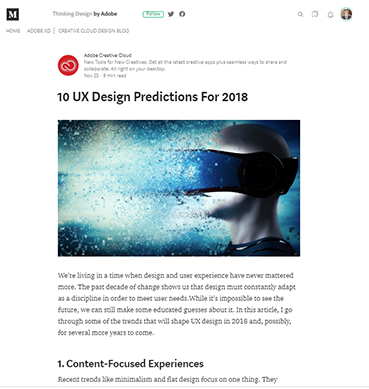 M
Thinking Design by Adobe
Follow
HOME ADOBE XD CREATIVE CLOUD DESIGN BLOG
Adobe Creative Cloud
New Tools for New Creatives. Get all the latest creative apps plus seamless ways to share and
collaborate. All right on your desktop.
Nov 23 · 5 min read
10 UX Design Predictions For 2018
We're living in a time when design and user experience have never mattered
more. The past decade of change shows us that design must constantly adapt
as a discipline in order to meet user needs.While it's impossible to see the
future, we can still make some educated guesses about it. In this article, I go
through some of the trends that will shape UX design in 2018 and, possibly,
for several more years to come.
1. Content-Focused Experiences
Recent trends like minimalism and flat design focus on one thing. They